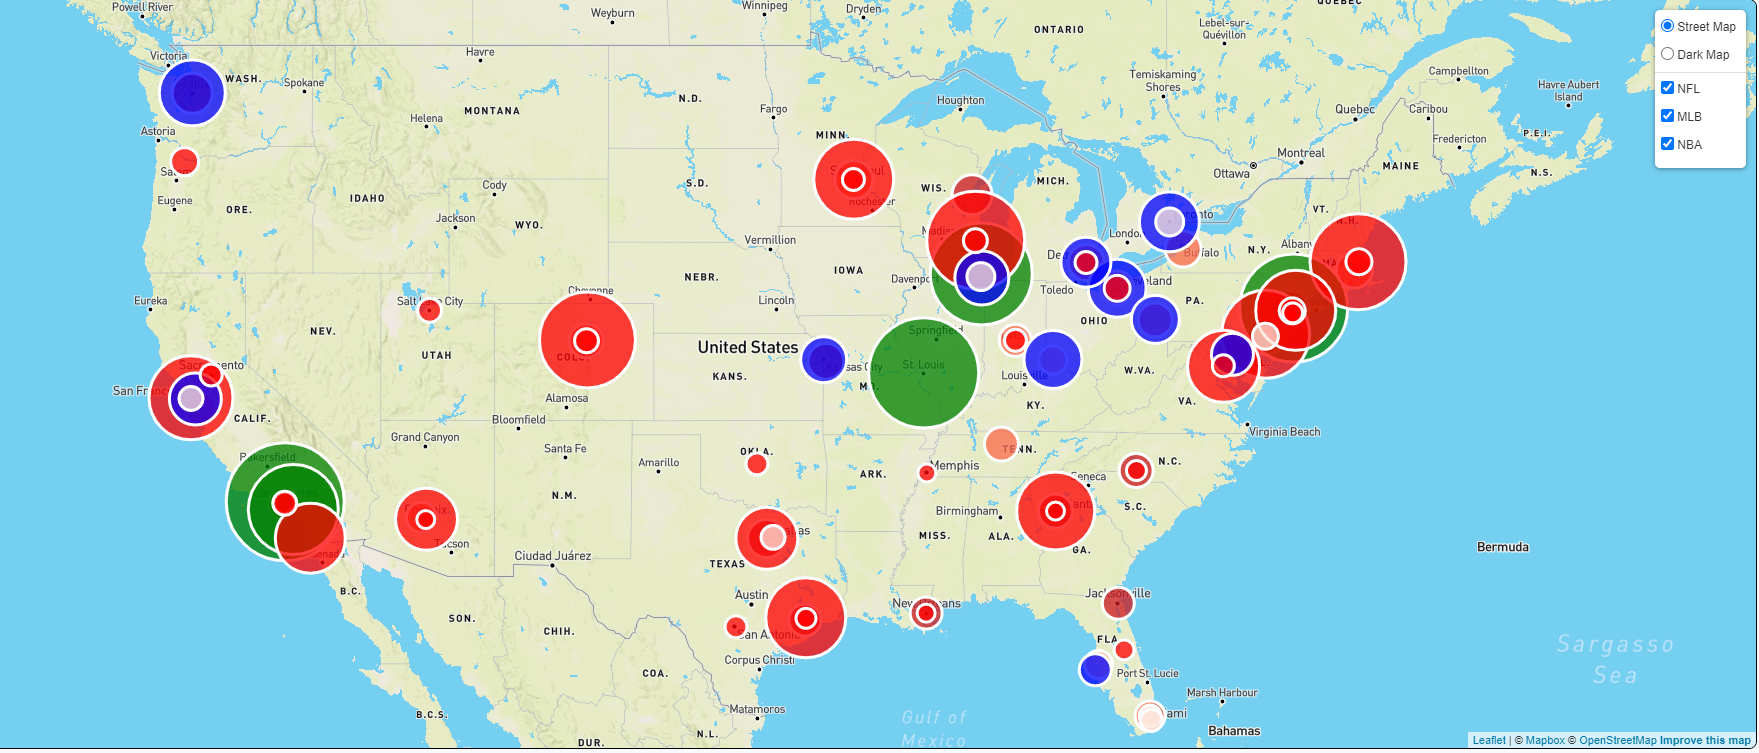 Powell River
Weyburn
Winnipeg
Dryden
QUEBEC
ONTARIO
Lebel-sur-
Quévillon
Street Map
Dark Map
NFL
MLB
NBA
Victoria
WASH.
Spokane
Havre
MONTANA
Helena
N.D.
Fargo
Houghton
Temiskaming
Shores
Campbellton
Havre Aubert
Island
Quebec
Caribou
Fredericton
P.E.I.
Astoria
MINN.
Montreal
Ottawa
MAINE
N.S.
Eugene
ORE.
IDAHO
Cody
Jackson
WYO.
S.D.
Rochester
WIS.
MICH.
London
VT.
N.H.
Vermillion
N.Y.
Albany
Buffalo
NEBR.
IOWA
Davenport
Toledo
PA.
Eureka
Salt Lake City
Cheyenne
Lincoln
OHIO
NEV.
UTAH
COLO.
United States
KANS.
Kansas City
MO.
Springfield
St. Louis
Louisville
W.VA.
VA.
KY.
Sacramento
San Fran
CALIF.
Alamosa
Bloomfield
Grand Canyon
Santa Fe
Amarillo
OKLA.
ARK.
Memphis
TENN.
N.C.
Virginia Beach
Bakersfield
N.M.
Seneca
S.C.
Birmingham
MISS.
ALA.
GA.
Tucson
Ciudad Juárez
TEXAS
Bermuda
B.C.
SON.
CHIH.
Austin
San Antonio
New Orleans
Jacksonville
FLA.
Corpus Christi
COA.
Port St. Lucie
Marsh Harbour
Sargasso
Sea
B.C.S.
Matamoros
N.L.
DUR.
Gulf of
Mexico
Bahamas
Leaflet | © Mapbox © OpenStreetMap Improve this map